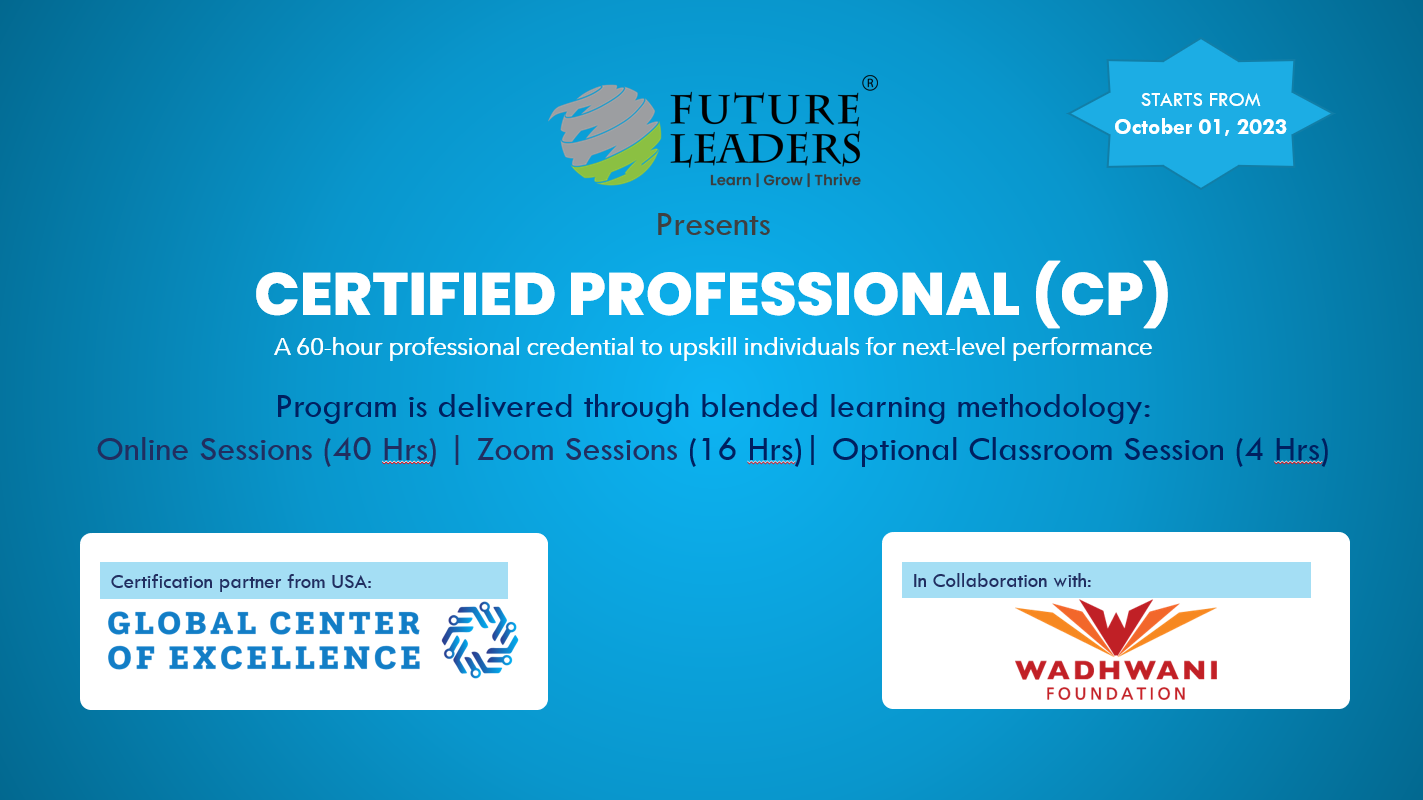 STARTS FROM
October 01, 2023
FUTURE®
LEADERS
Learn | Grow | Thrive
Presents
CERTIFIED PROFESSIONAL (CP)
A 60-hour professional credential to upskill individuals for next-level performance
Program is delivered through blended learning methodology:
Online Sessions (40 Hrs) | Zoom Sessions (16 Hrs)| Optional Classroom Session (4 Hrs)
Certification partner from USA:
GLOBAL CENTER
OF EXCELLENCE
In Collaboration with:
WADHWANI
FOUNDATION